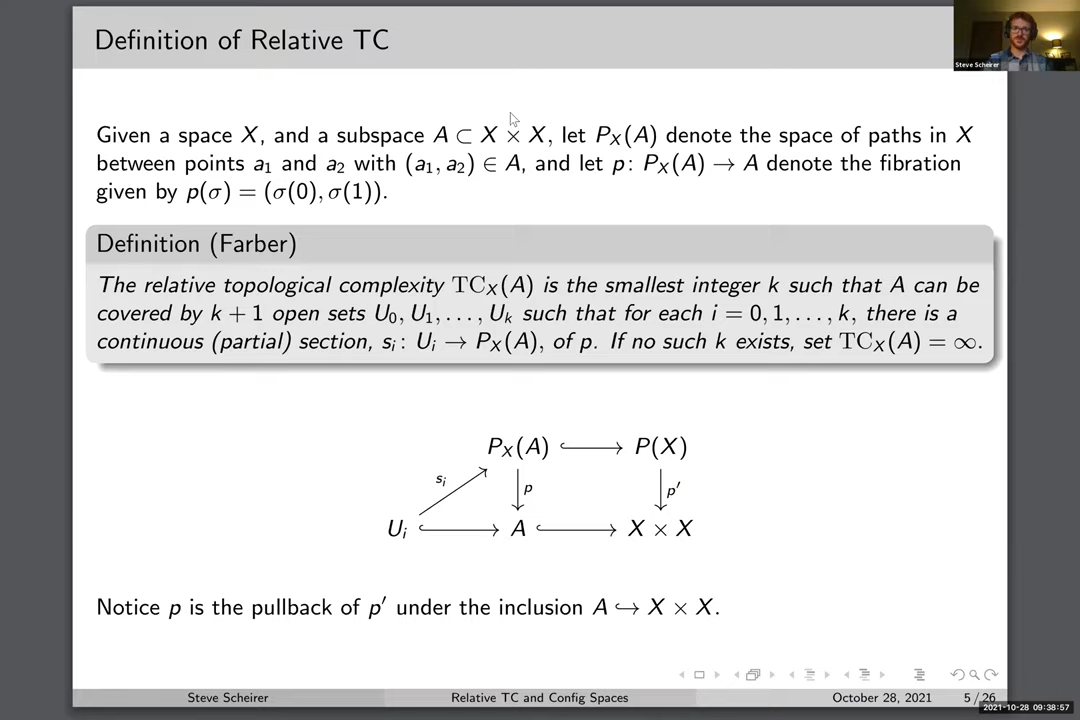 Definition of Relative TC
Steve Scheirer
Given a space X, and a subspace A ⊂ X × X, let P_X(A) denote the space of paths in X
between points a₁ and a₂ with (a₁, a₂) ∈ A, and let p: P_X(A) → A denote the fibration
given by p(σ) = (σ(0), σ(1)).
Definition (Farber)
The relative topological complexity TC_X(A) is the smallest integer k such that A can be
covered by k + 1 open sets U₀, U₁, . . . , U_k such that for each i = 0, 1, . . . , k, there is a
continuous (partial) section, s_i: U_i → P_X(A), of p. If no such k exists, set TC_X(A) = ∞.
P_X(A) ↪ P(X)
s_i p p′
U_i ↪ A ↪ X × X
Notice p is the pullback of p′ under the inclusion A ↪ X × X.
Steve Scheirer Relative TC and Config Spaces October 28, 2021 5 / 26
2021-10-28 09:38:57